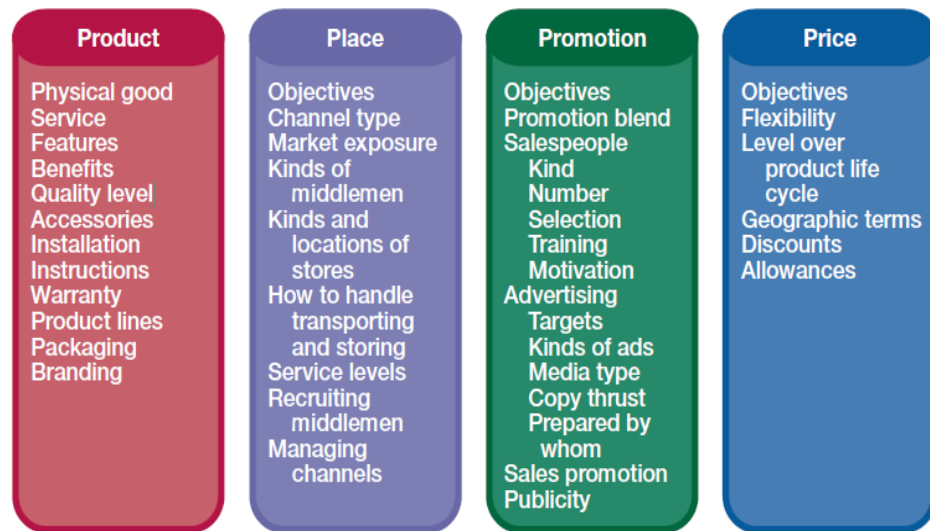 Product
Physical good
Service
Features
Benefits
Quality level
Accessories
Installation
Instructions
Warranty
Product lines
Packaging
Branding
Place
Objectives
Channel type
Market exposure
Kinds of
middlemen
Kinds and
locations of
stores
How to handle
transporting
and storing
Service levels
Recruiting
middlemen
Managing
channels
Promotion
Objectives
Promotion blend
Salespeople
Kind
Number
Selection
Training
Motivation
Advertising
Targets
Kinds of ads
Media type
Copy thrust
Prepared by
whom
Sales promotion
Publicity
Price
Objectives
Flexibility
Level over
product life
cycle
Geographic terms
Discounts
Allowances